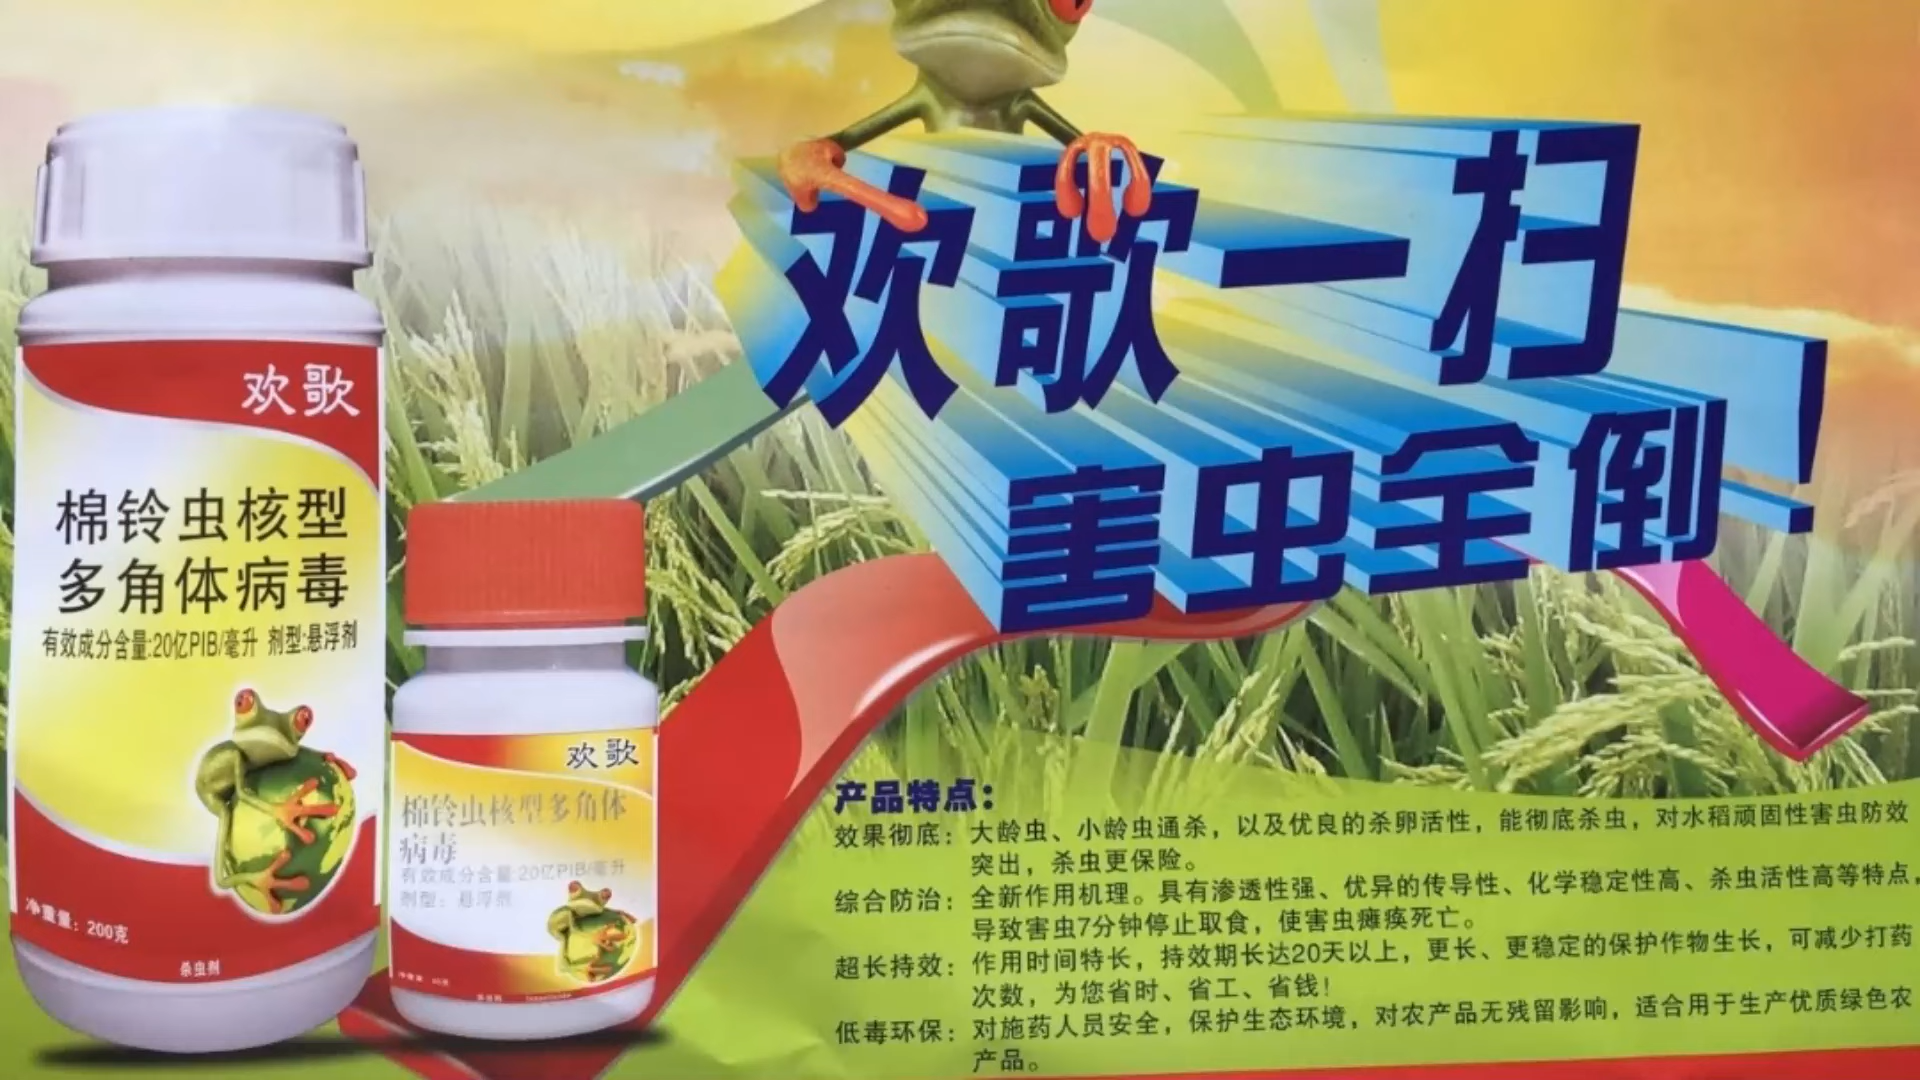 欢歌一扫
害虫全倒！
欢歌
棉铃虫核型
多角体病毒
有效成分含量:20亿PIB/毫升 剂型:悬浮剂
净重量：200克
杀虫剂
欢歌
棉铃虫核型多角体
病毒
有效成分含量:20亿PIB/毫升
剂型：悬浮剂
产品特点：
效果彻底：大龄虫、小龄虫通杀，以及优良的杀卵活性，能彻底杀虫，对水稻顽固性害虫防效
突出，杀虫更保险。
综合防治：全新作用机理。具有渗透性强、优异的传导性、化学稳定性高、杀虫活性高等特点，
导致害虫7分钟停止取食，使害虫瘫痪死亡。
超长持效：作用时间特长，持效期长达20天以上，更长、更稳定的保护作物生长，可减少打药
次数，为您省时、省工、省钱！
低毒环保：对施药人员安全，保护生态环境，对农产品无残留影响，适合用于生产优质绿色农
产品。